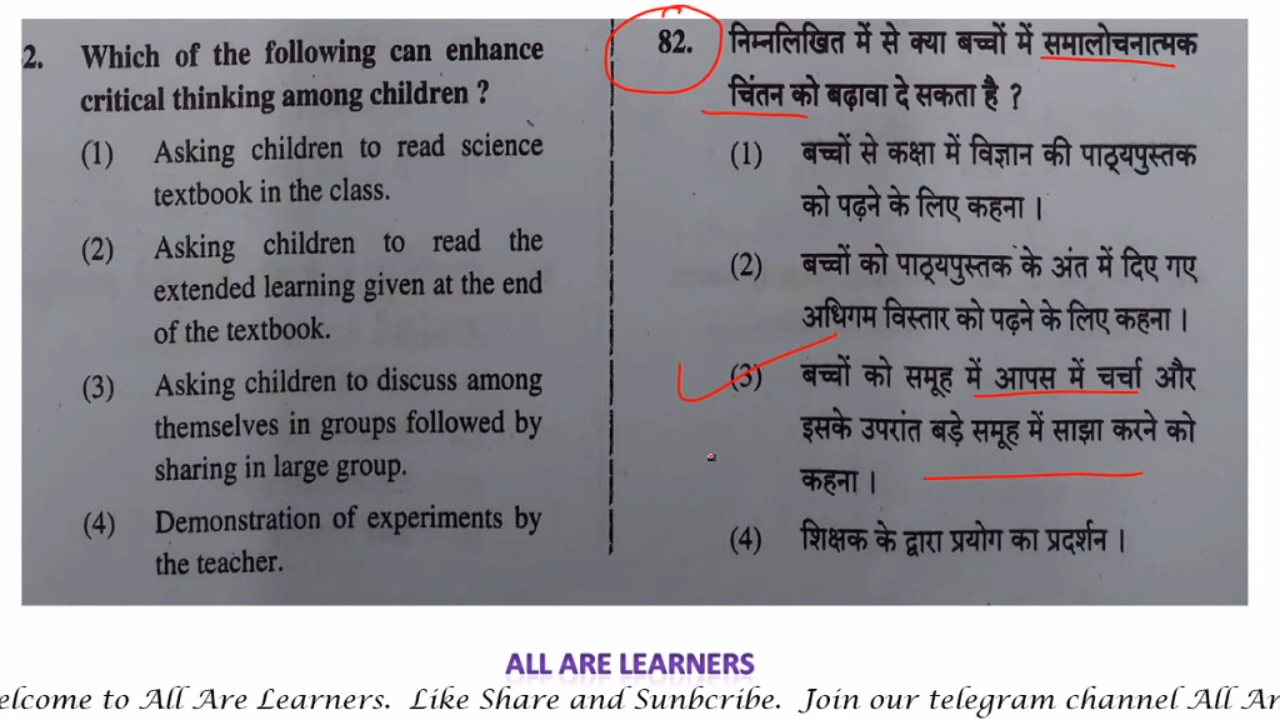 2. Which of the following can enhance
critical thinking among children ?
(1) Asking children to read science
textbook in the class.
(2) Asking children to read the
extended learning given at the end
of the textbook.
(3) Asking children to discuss among
themselves in groups followed by
sharing in large group.
(4) Demonstration of experiments by
the teacher.
82. निम्नलिखित में से क्या बच्चों में समालोचनात्मक
चिंतन को बढ़ावा दे सकता है ?
(1) बच्चों से कक्षा में विज्ञान की पाठ्यपुस्तक
को पढ़ने के लिए कहना ।
(2) बच्चों को पाठ्यपुस्तक के अंत में दिए गए
अधिगम विस्तार को पढ़ने के लिए कहना ।
(3) बच्चों को समूह में आपस में चर्चा और
इसके उपरांत बड़े समूह में साझा करने को
कहना ।
(4) शिक्षक के द्वारा प्रयोग का प्रदर्शन ।
ALL ARE LEARNERS
elcome to All Are Learners. Like Share and Sunbcribe. Join our telegram channel All Ar